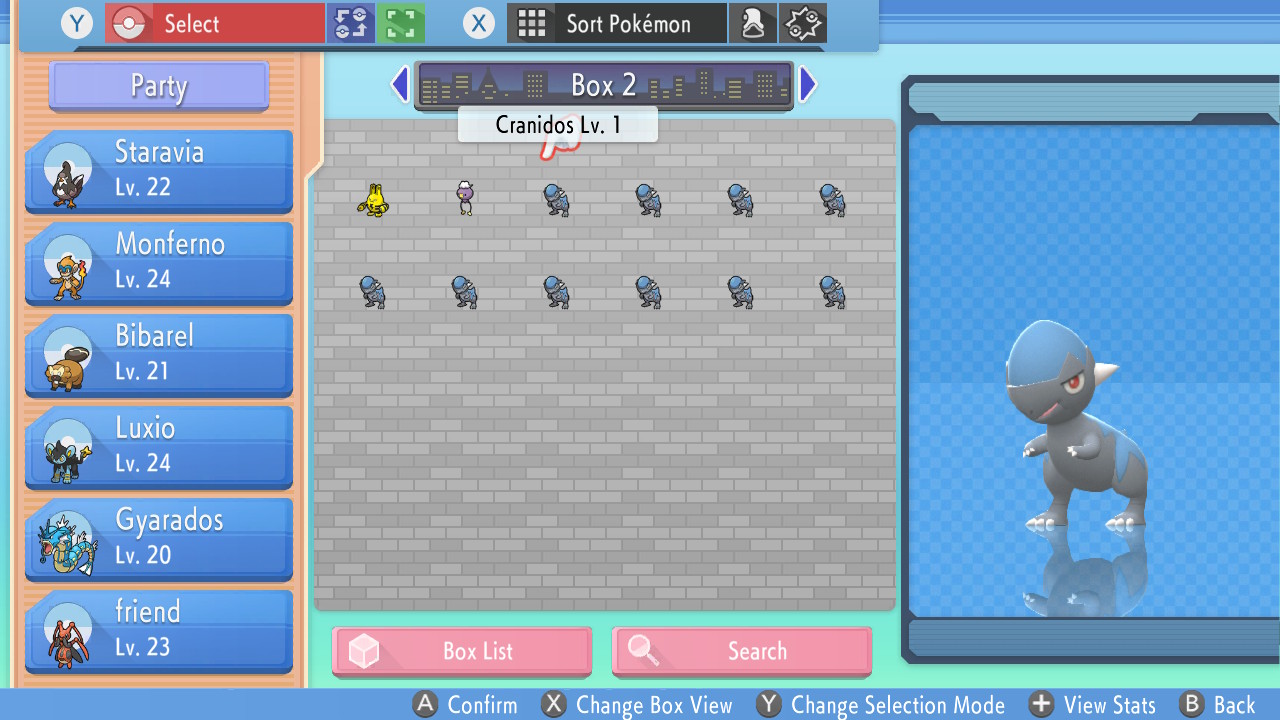 Y Select X Sort Pokémon
Party
Box 2
Cranidos Lv. 1
Staravia
Lv. 22
Monferno
Lv. 24
Bibarel
Lv. 21
Luxio
Lv. 24
Gyarados
Lv. 20
friend
Lv. 23
Box List
Search
A Confirm X Change Box View Y Change Selection Mode + View Stats B Back